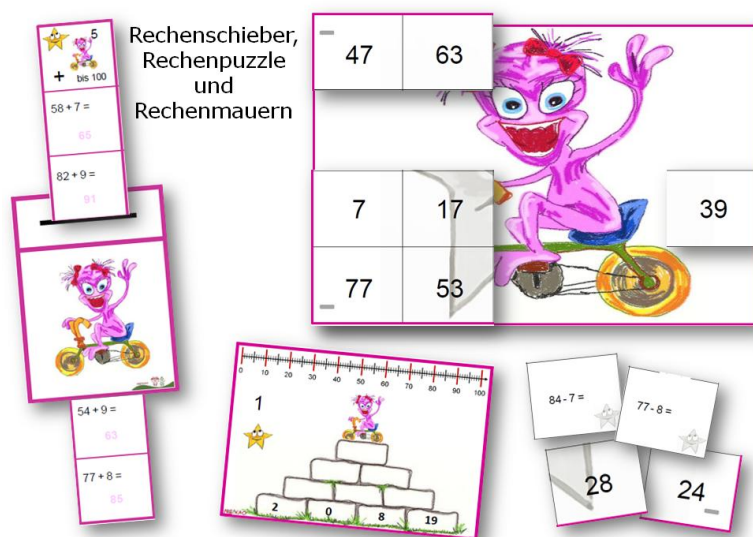 Rechenschieber,
Rechenpuzzle
und
Rechenmauern
5
+ bis 100
58 + 7 =
65
82 + 9 =
91
54 + 9 =
63
77 + 8 =
85
47 63
7 17
39
77 53
0 10 20 30 40 50 60 70 80 90 100
1
2 0 8 19
84 - 7 =
77 - 8 =
28
24